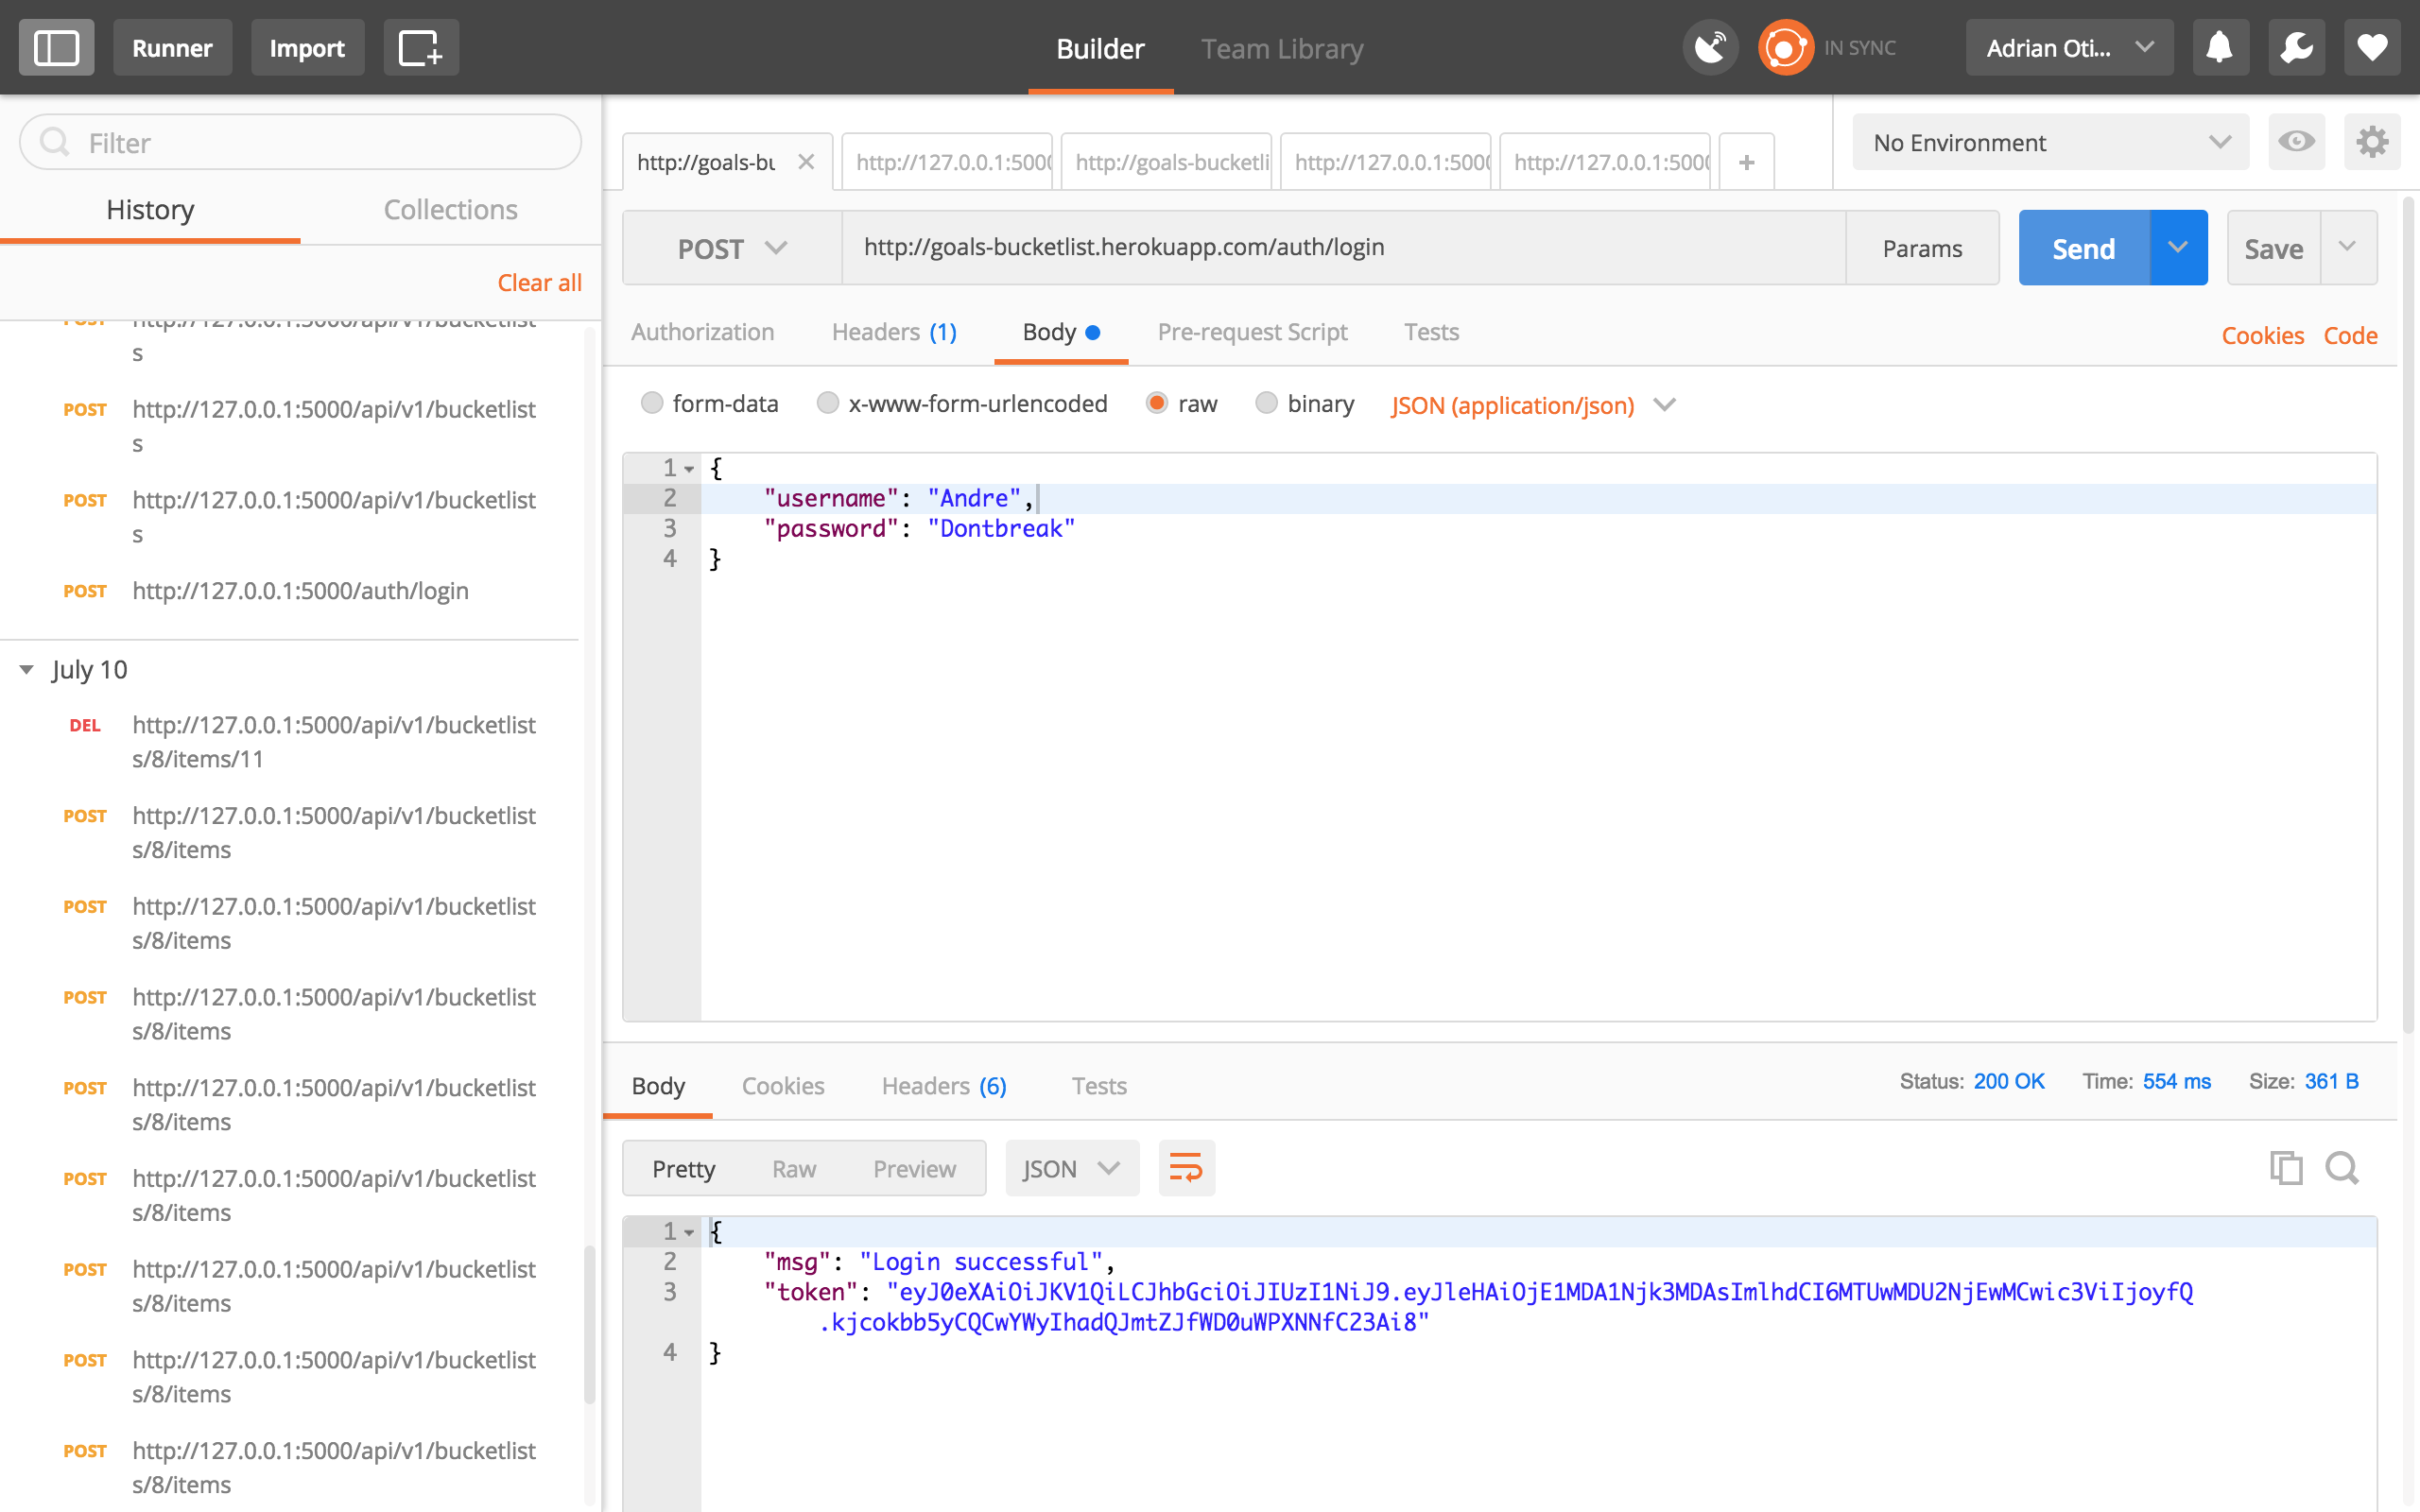 Runner
Import
Builder
Team Library
IN SYNC
Adrian Oti...
Filter
History
Collections
Clear all
POST http://127.0.0.1:5000/api/v1/bucketlist
s
POST http://127.0.0.1:5000/api/v1/bucketlist
s
POST http://127.0.0.1:5000/api/v1/bucketlist
s
POST http://127.0.0.1:5000/auth/login
July 10
DEL http://127.0.0.1:5000/api/v1/bucketlist
s/8/items/11
POST http://127.0.0.1:5000/api/v1/bucketlist
s/8/items
POST http://127.0.0.1:5000/api/v1/bucketlist
s/8/items
POST http://127.0.0.1:5000/api/v1/bucketlist
s/8/items
POST http://127.0.0.1:5000/api/v1/bucketlist
s/8/items
POST http://127.0.0.1:5000/api/v1/bucketlist
s/8/items
POST http://127.0.0.1:5000/api/v1/bucketlist
s/8/items
POST http://127.0.0.1:5000/api/v1/bucketlist
s/8/items
POST http://127.0.0.1:5000/api/v1/bucketlist
s/8/items
http://goals-bu
http://127.0.0.1:5000
http://goals-bucketli
http://127.0.0.1:5000
http://127.0.0.1:5000
+
No Environment
POST
http://goals-bucketlist.herokuapp.com/auth/login
Params
Send
Save
Authorization
Headers (1)
Body
Pre-request Script
Tests
Cookies
Code
form-data
x-www-form-urlencoded
raw
binary
JSON (application/json)
1 {
2 "username": "Andre",
3 "password": "Dontbreak"
4 }
Body
Cookies
Headers (6)
Tests
Status: 200 OK
Time: 554 ms
Size: 361 B
Pretty
Raw
Preview
JSON
1 {
2 "msg": "Login successful",
3 "token": "eyJ0eXAiOiJKV1QiLCJhbGciOiJIUzI1NiJ9.eyJleHAiOjE1MDA1Njk3MDAsImlhdCI6MTUwMDU2NjEwMCwic3ViIjoyfQ
.kjcokbb5yCQCwYWyIhadQJmtZJfWD0uWPXNNfC23Ai8"
4 }